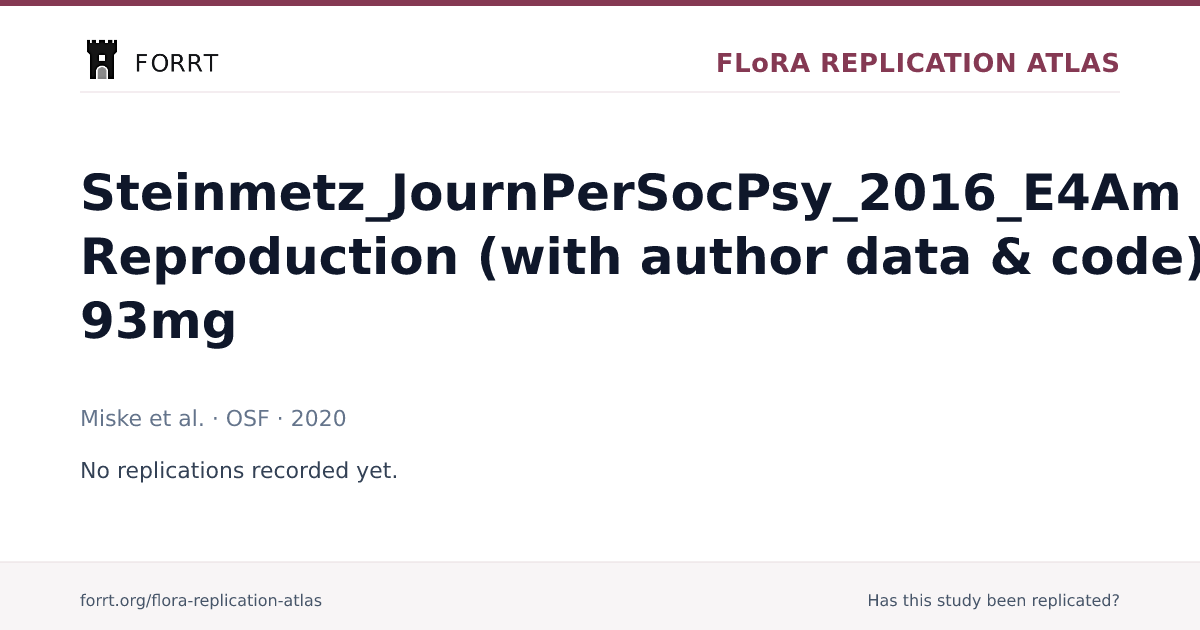 FORRT
FLoRA REPLICATION ATLAS
Steinmetz_JournPerSocPsy_2016_E4Am
Reproduction (with author data & code)
93mg
Miske et al. · OSF · 2020
No replications recorded yet.
forrt.org/flora-replication-atlas
Has this study been replicated?